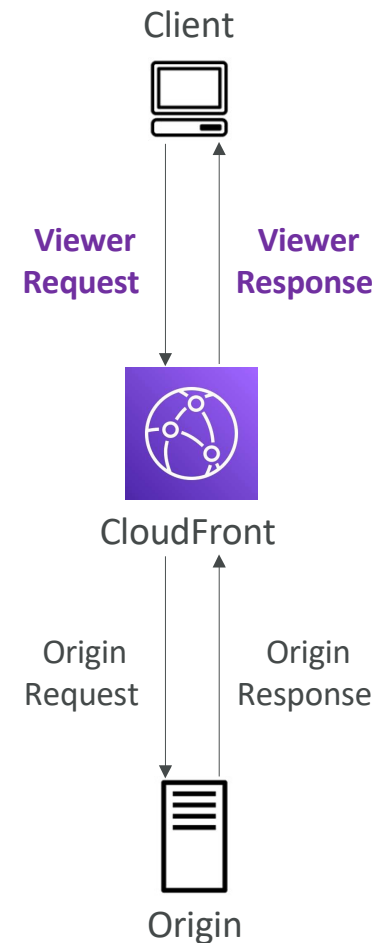 Client
Viewer
Request
Viewer
Response
CloudFront
Origin
Request
Origin
Response
Origin